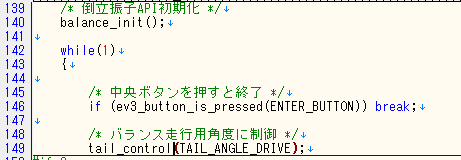 139 /* 倒立振子API初期化 */↓
140 balance_init();↓
141 ↓
142 while(1)↓
143 {↓
144 ↓
145 /* 中央ボタンを押すと終了 */↓
146 if (ev3_button_is_pressed(ENTER_BUTTON)) break;↓
147 ↓
148 /* バランス走行用角度に制御 */↓
149 tail_control(TAIL_ANGLE_DRIVE);↓